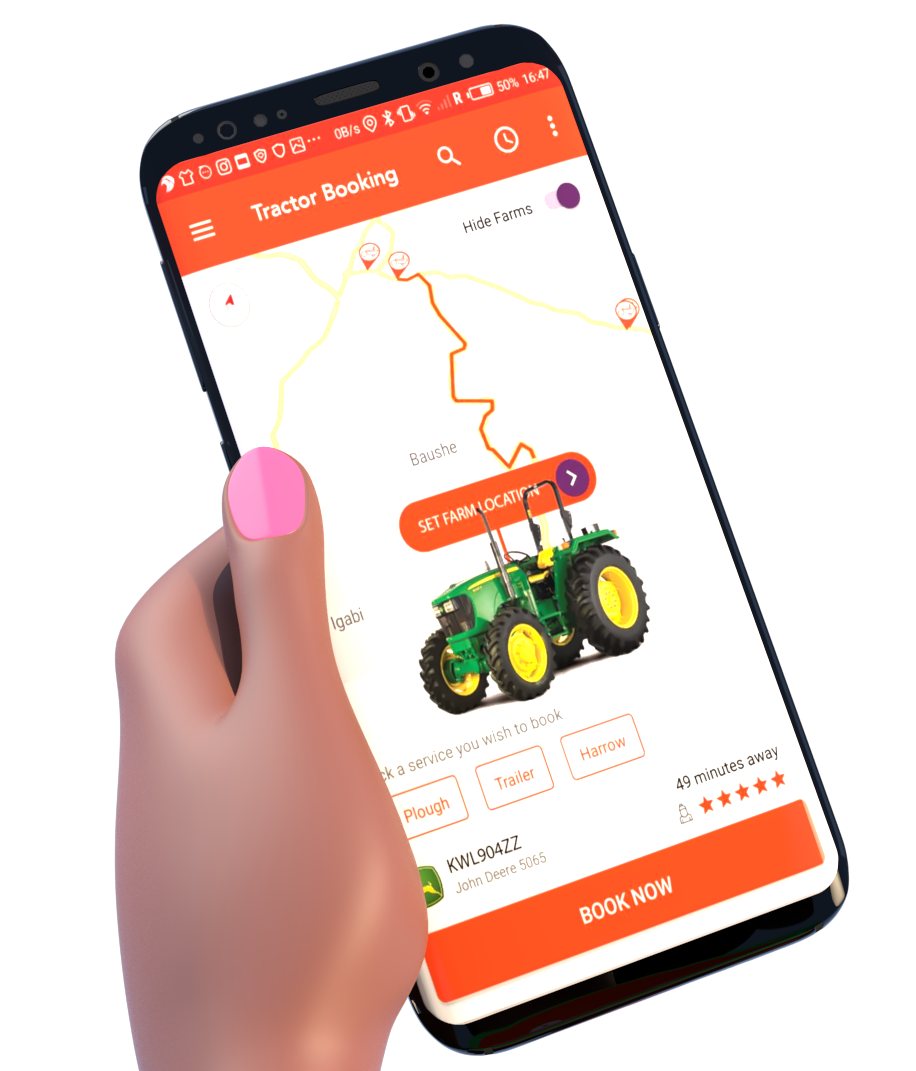 0B/s R 50% 16:47
Tractor Booking
Hide Farms
Baushe
SET FARM LOCATION
Igabi
ck a service you wish to book
Plough Trailer Harrow
49 minutes away
KWL904ZZ
John Deere 5065
BOOK NOW